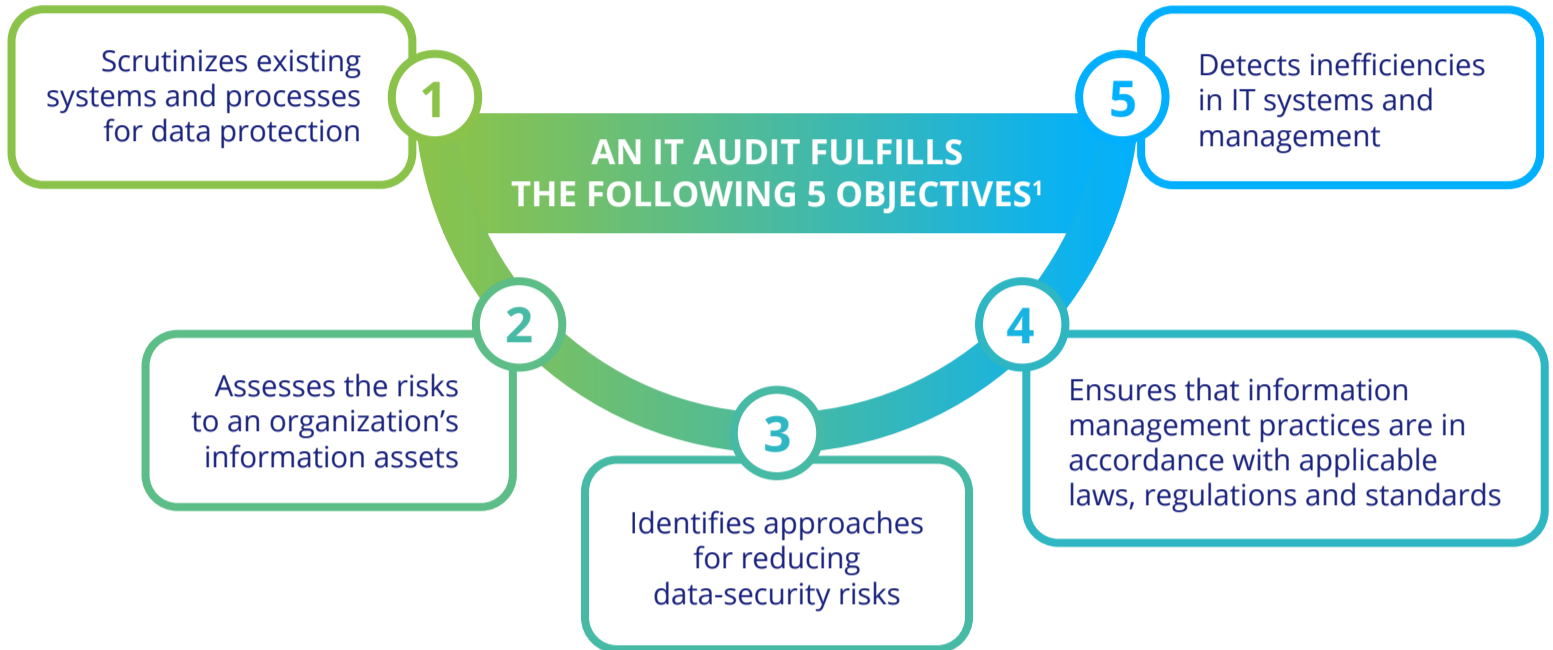 AN IT AUDIT FULFILLS
THE FOLLOWING 5 OBJECTIVES¹
1
Scrutinizes existing
systems and processes
for data protection
2
Assesses the risks
to an organization’s
information assets
3
Identifies approaches
for reducing
data-security risks
4
Ensures that information
management practices are in
accordance with applicable
laws, regulations and standards
5
Detects inefficiencies
in IT systems and
management